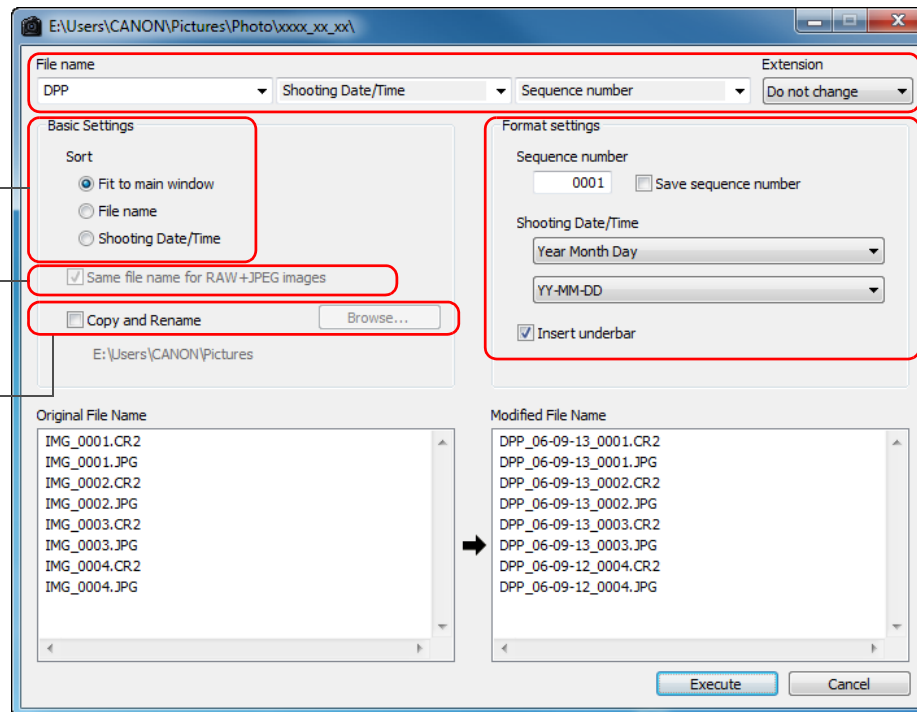 E:\Users\CANON\Pictures\Photo\xxxx_xx_xx\
File name
Extension
DPP
Shooting Date/Time
Sequence number
Do not change
Basic Settings
Sort
Fit to main window
File name
Shooting Date/Time
Same file name for RAW+JPEG images
Copy and Rename
Browse...
E:\Users\CANON\Pictures
Format settings
Sequence number
0001
Save sequence number
Shooting Date/Time
Year Month Day
YY-MM-DD
Insert underbar
Original File Name
IMG_0001.CR2
IMG_0001.JPG
IMG_0002.CR2
IMG_0002.JPG
IMG_0003.CR2
IMG_0003.JPG
IMG_0004.CR2
IMG_0004.JPG
Modified File Name
DPP_06-09-13_0001.CR2
DPP_06-09-13_0001.JPG
DPP_06-09-13_0002.CR2
DPP_06-09-13_0002.JPG
DPP_06-09-13_0003.CR2
DPP_06-09-13_0003.JPG
DPP_06-09-12_0004.CR2
DPP_06-09-12_0004.JPG
Execute
Cancel